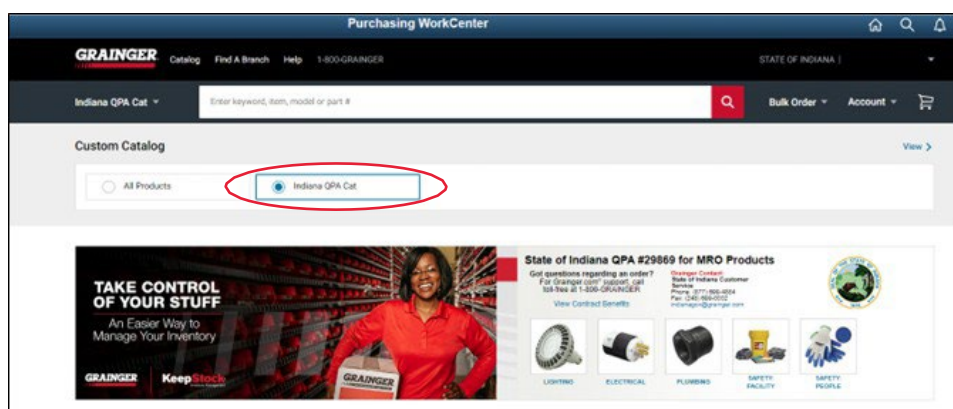 Purchasing WorkCenter
GRAINGER Catalog Find A Branch Help 1-800-GRAINGER STATE OF INDIANA |
Indiana QPA Cat Enter keyword, item, model or part # Bulk Order Account
Custom Catalog View
All Products Indiana QPA Cat
TAKE CONTROL
OF YOUR STUFF
An Easier Way to
Manage Your Inventory
GRAINGER KeepStock
GRAINGER
State of Indiana QPA #29869 for MRO Products
Got questions regarding an order?
For Grainger.com® support, call
toll-free at 1-800-GRAINGER
View Contract Benefits
Grainger Contact:
State of Indiana Customer
Service
LIGHTING ELECTRICAL PLUMBING SAFETY: FACILITY SAFETY: PEOPLE